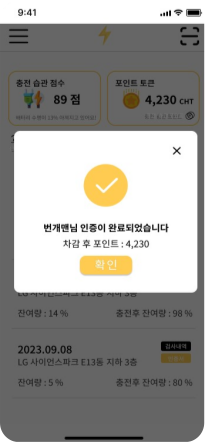 9:41
충전 습관 점수
89 점
포인트 토큰
4,230 CHT
번개맨님 인증이 완료되었습니다
차감 후 포인트 : 4,230
확인
LG 사이언스파크 E13동 지하 3층
잔여량 : 14 %
충전후 잔여량 : 98 %
2023.09.08
검사내역
LG 사이언스파크 E13동 지하 3층
잔여량 : 5 %
충전후 잔여량 : 80 %